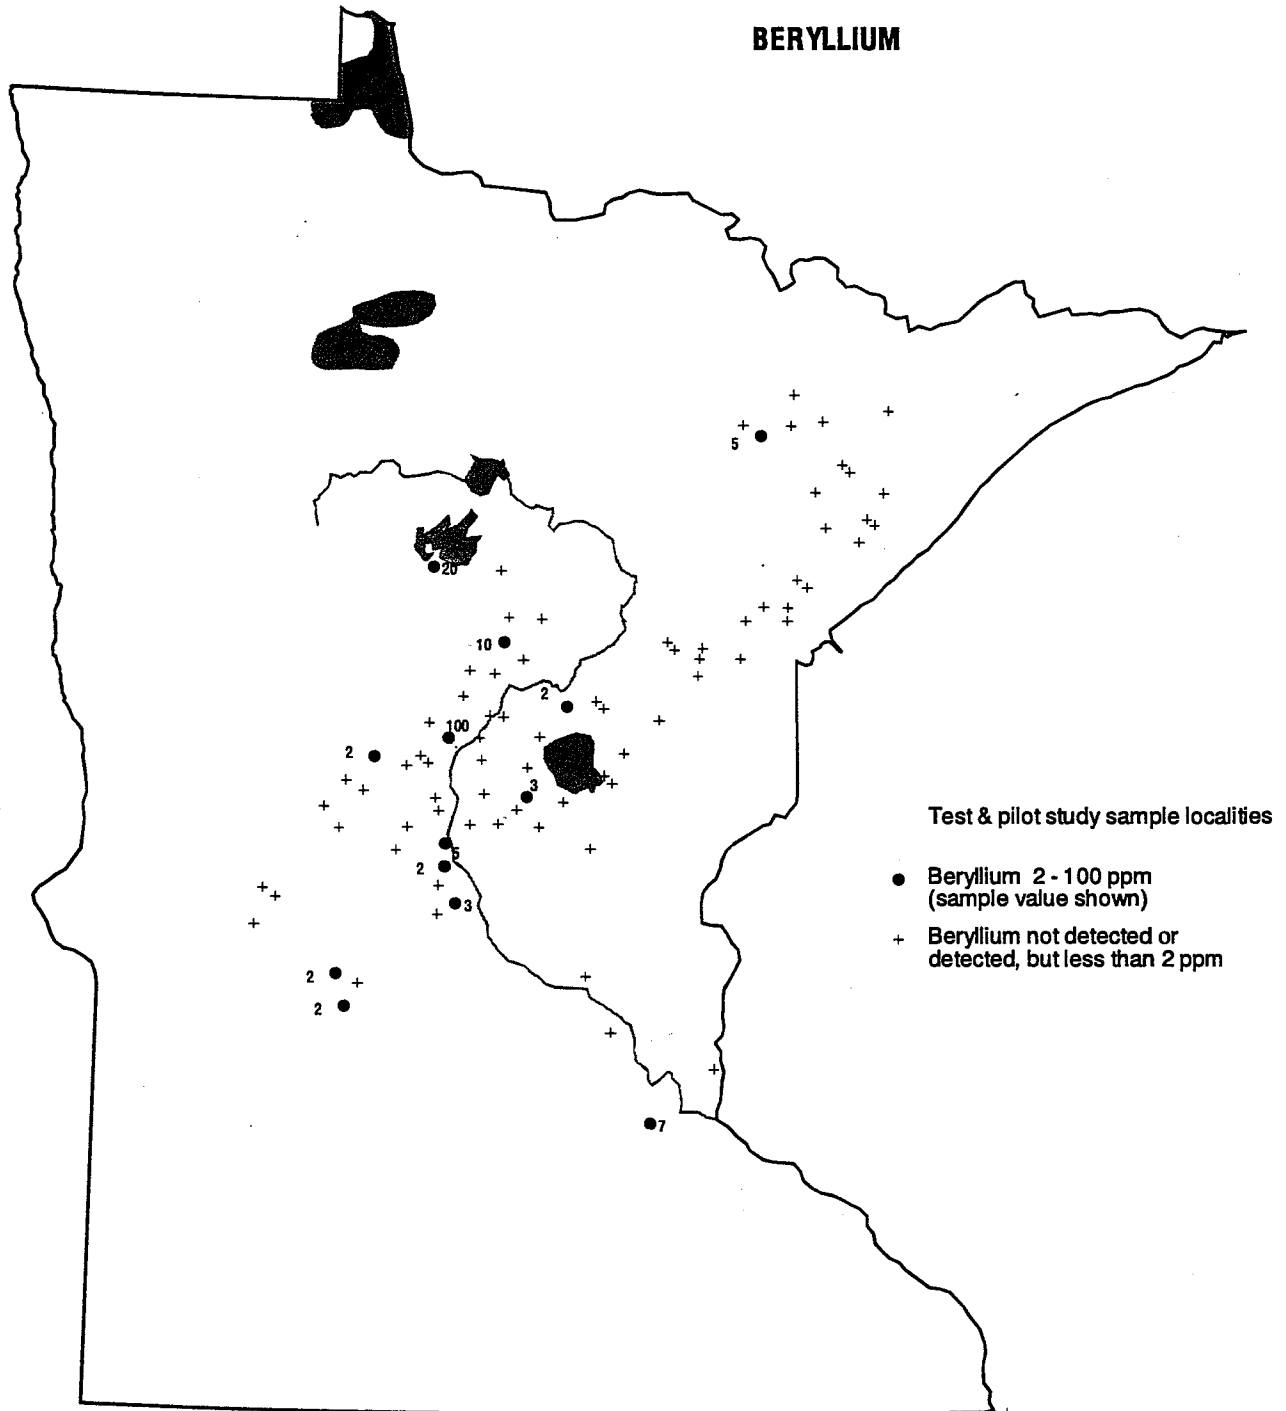 BERYLLIUM
5
20
10
2
100
2
3
5
2
3
2
2
7
Test & pilot study sample localities
Beryllium 2 - 100 ppm
(sample value shown)
Beryllium not detected or
detected, but less than 2 ppm